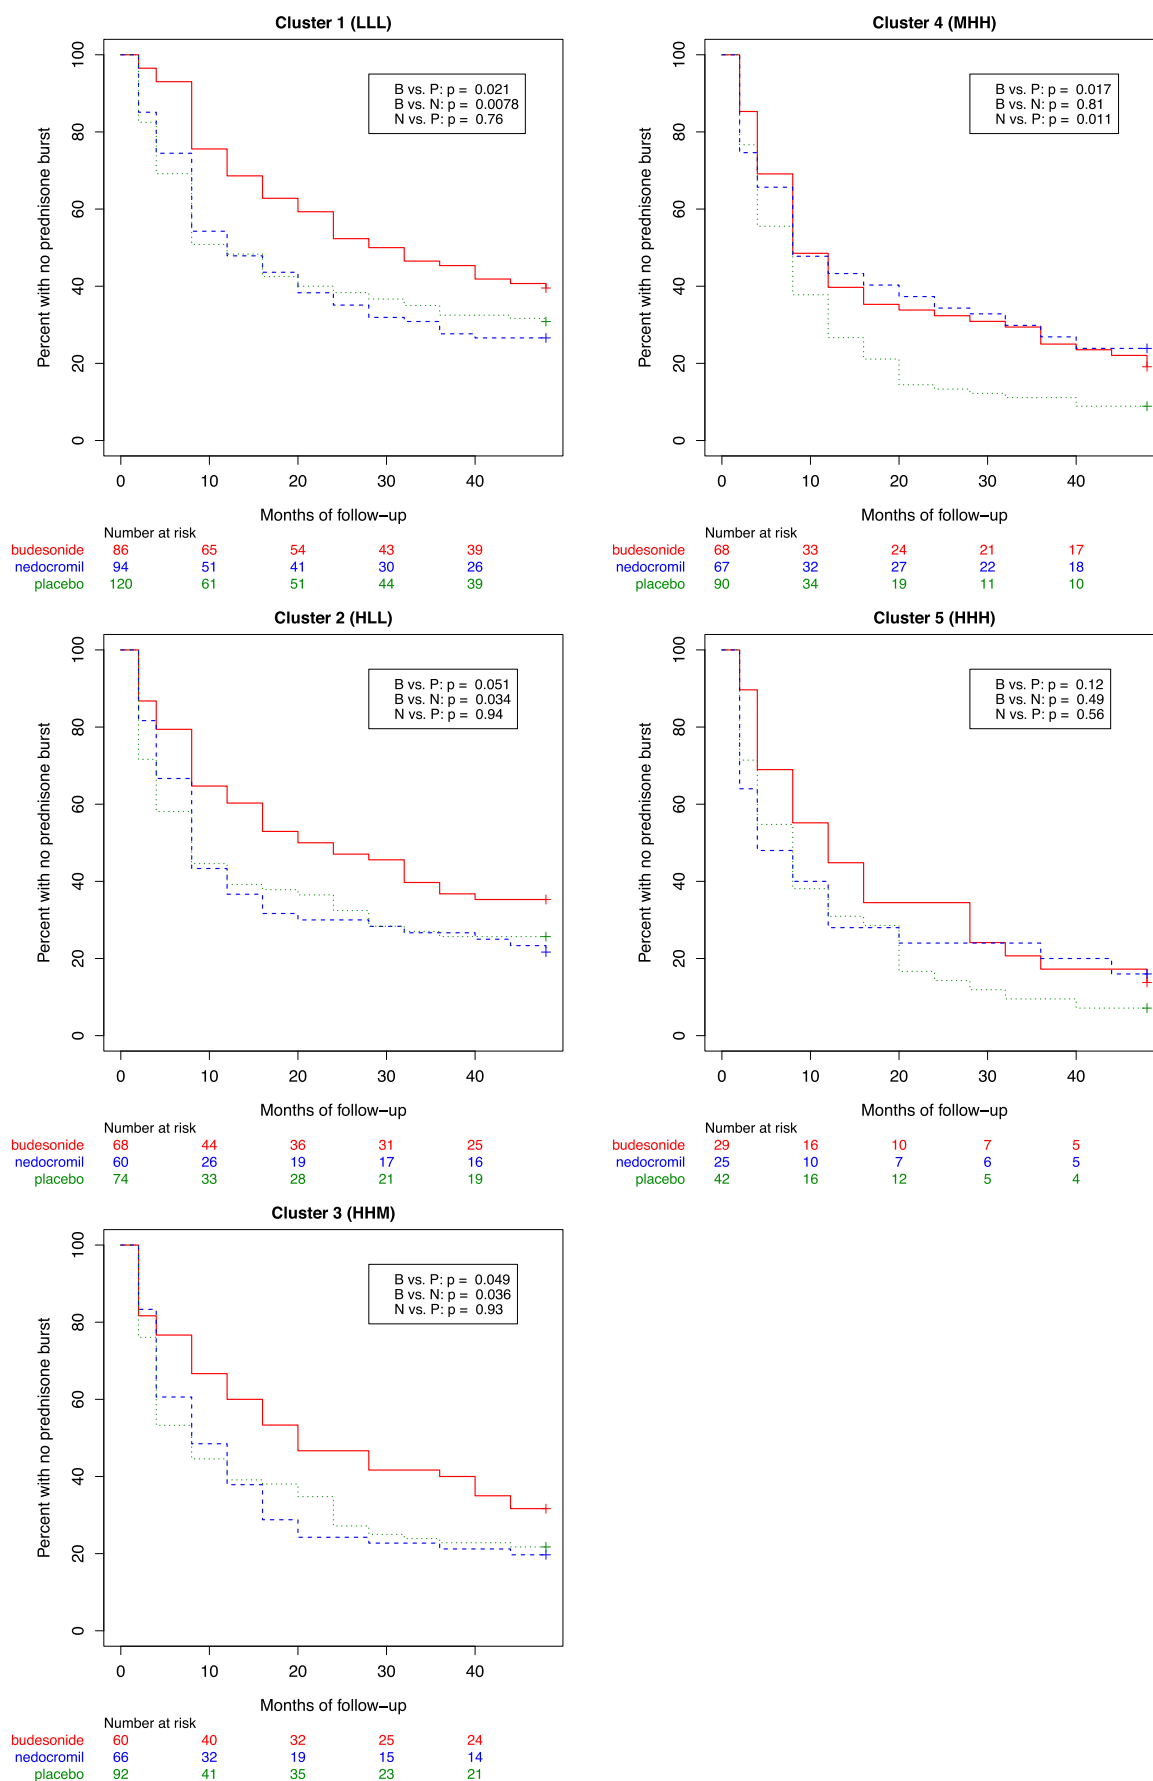 Cluster 1 (LLL)
Percent with no prednisone burst
100
80
60
40
20
0
B vs. P: p = 0.021
B vs. N: p = 0.0078
N vs. P: p = 0.76
0 10 20 30 40
Months of follow−up
Number at risk
budesonide 86 65 54 43 39
nedocromil 94 51 41 30 26
placebo 120 61 51 44 39
Cluster 4 (MHH)
Percent with no prednisone burst
100
80
60
40
20
0
B vs. P: p = 0.017
B vs. N: p = 0.81
N vs. P: p = 0.011
0 10 20 30 40
Months of follow−up
Number at risk
budesonide 68 33 24 21 17
nedocromil 67 32 27 22 18
placebo 90 34 19 11 10
Cluster 2 (HLL)
Percent with no prednisone burst
100
80
60
40
20
0
B vs. P: p = 0.051
B vs. N: p = 0.034
N vs. P: p = 0.94
0 10 20 30 40
Months of follow−up
Number at risk
budesonide 68 44 36 31 25
nedocromil 60 26 19 17 16
placebo 74 33 28 21 19
Cluster 5 (HHH)
Percent with no prednisone burst
100
80
60
40
20
0
B vs. P: p = 0.12
B vs. N: p = 0.49
N vs. P: p = 0.56
0 10 20 30 40
Months of follow−up
Number at risk
budesonide 29 16 10 7 5
nedocromil 25 10 7 6 5
placebo 42 16 12 5 4
Cluster 3 (HHM)
Percent with no prednisone burst
100
80
60
40
20
0
B vs. P: p = 0.049
B vs. N: p = 0.036
N vs. P: p = 0.93
0 10 20 30 40
Months of follow−up
Number at risk
budesonide 60 40 32 25 24
nedocromil 66 32 19 15 14
placebo 92 41 35 23 21